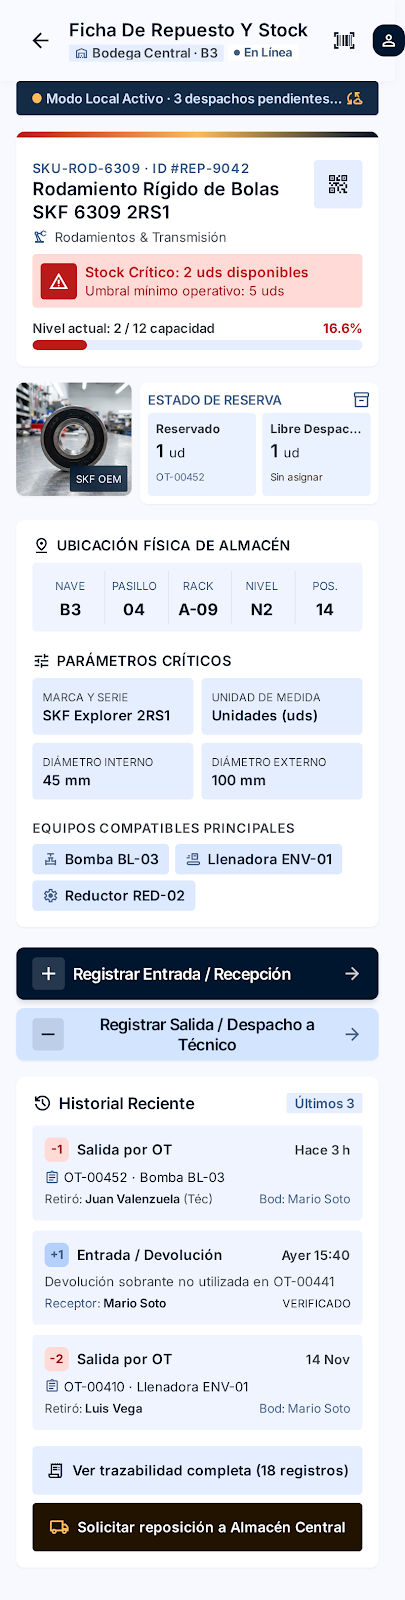 Ficha De Repuesto Y Stock
Bodega Central · B3
En Línea
Modo Local Activo · 3 despachos pendientes...
SKU-ROD-6309 · ID #REP-9042
Rodamiento Rígido de Bolas
SKF 6309 2RS1
Rodamientos & Transmisión
Stock Crítico: 2 uds disponibles
Umbral mínimo operativo: 5 uds
Nivel actual: 2 / 12 capacidad 16.6%
SKF OEM
ESTADO DE RESERVA
Reservado
1 ud
OT-00452
Libre Despac...
1 ud
Sin asignar
UBICACIÓN FÍSICA DE ALMACÉN
NAVE PASILLO RACK NIVEL POS.
B3 04 A-09 N2 14
PARÁMETROS CRÍTICOS
MARCA Y SERIE
SKF Explorer 2RS1
UNIDAD DE MEDIDA
Unidades (uds)
DIÁMETRO INTERNO
45 mm
DIÁMETRO EXTERNO
100 mm
EQUIPOS COMPATIBLES PRINCIPALES
Bomba BL-03
Llenadora ENV-01
Reductor RED-02
Registrar Entrada / Recepción
Registrar Salida / Despacho a
Técnico
Historial Reciente
Últimos 3
-1 Salida por OT Hace 3 h
OT-00452 · Bomba BL-03
Retiró: Juan Valenzuela (Téc) Bod: Mario Soto
+1 Entrada / Devolución Ayer 15:40
Devolución sobrante no utilizada en OT-00441
Receptor: Mario Soto VERIFICADO
-2 Salida por OT 14 Nov
OT-00410 · Llenadora ENV-01
Retiró: Luis Vega Bod: Mario Soto
Ver trazabilidad completa (18 registros)
Solicitar reposición a Almacén Central